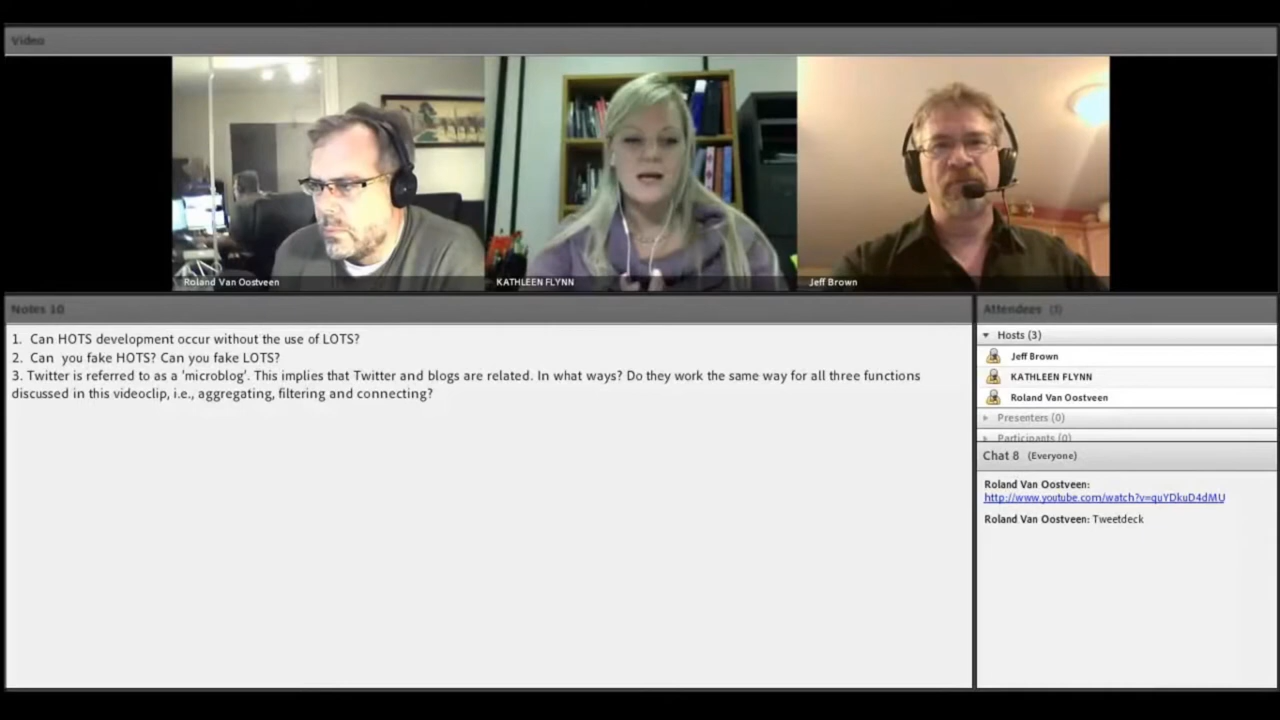 Video
Roland Van Oostveen
KATHLEEN FLYNN
Jeff Brown
Notes 10
1. Can HOTS development occur without the use of LOTS?
2. Can you fake HOTS? Can you fake LOTS?
3. Twitter is referred to as a 'microblog'. This implies that Twitter and blogs are related. In what ways? Do they work the same way for all three functions
discussed in this videoclip, i.e., aggregating, filtering and connecting?
Attendees (3)
Hosts (3)
Jeff Brown
KATHLEEN FLYNN
Roland Van Oostveen
Presenters (0)
Participants (0)
Chat 8 (Everyone)
Roland Van Oostveen:
http://www.youtube.com/watch?v=quYDkuD4dMU
Roland Van Oostveen: Tweetdeck